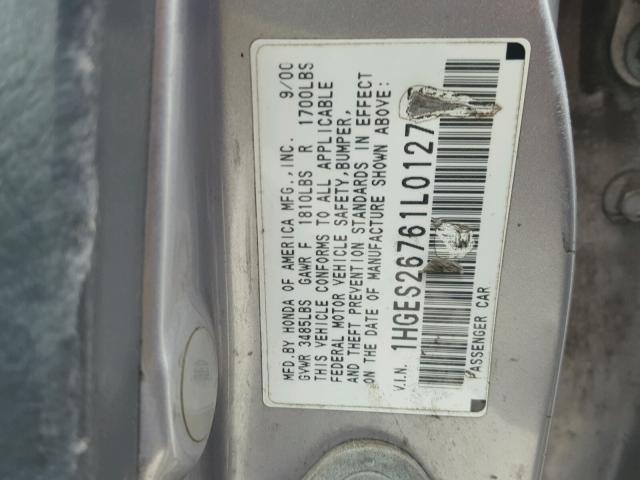 MFD.BY HONDA OF AMERICA MFG.,INC. 9/00
GVWR 3485LBS GAWR F 1810LBS R 1700LBS
THIS VEHICLE CONFORMS TO ALL APPLICABLE
FEDERAL MOTOR VEHICLE SAFETY,BUMPER,
AND THEFT PREVENTION STANDARDS IN EFFECT
ON THE DATE OF MANUFACTURE SHOWN ABOVE:
V.I.N. 1HGES26761L0127
PASSENGER CAR